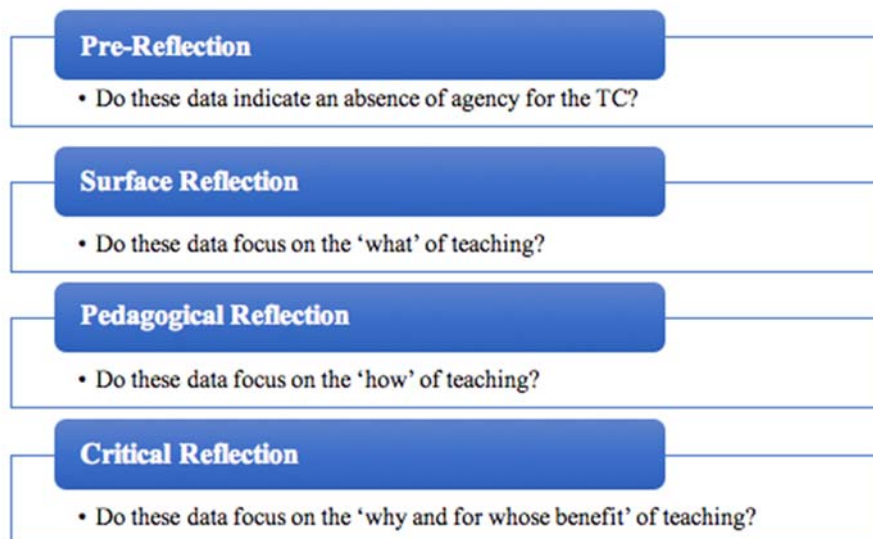 Pre-Reflection
• Do these data indicate an absence of agency for the TC?
Surface Reflection
• Do these data focus on the ‘what’ of teaching?
Pedagogical Reflection
• Do these data focus on the ‘how’ of teaching?
Critical Reflection
• Do these data focus on the ‘why and for whose benefit’ of teaching?